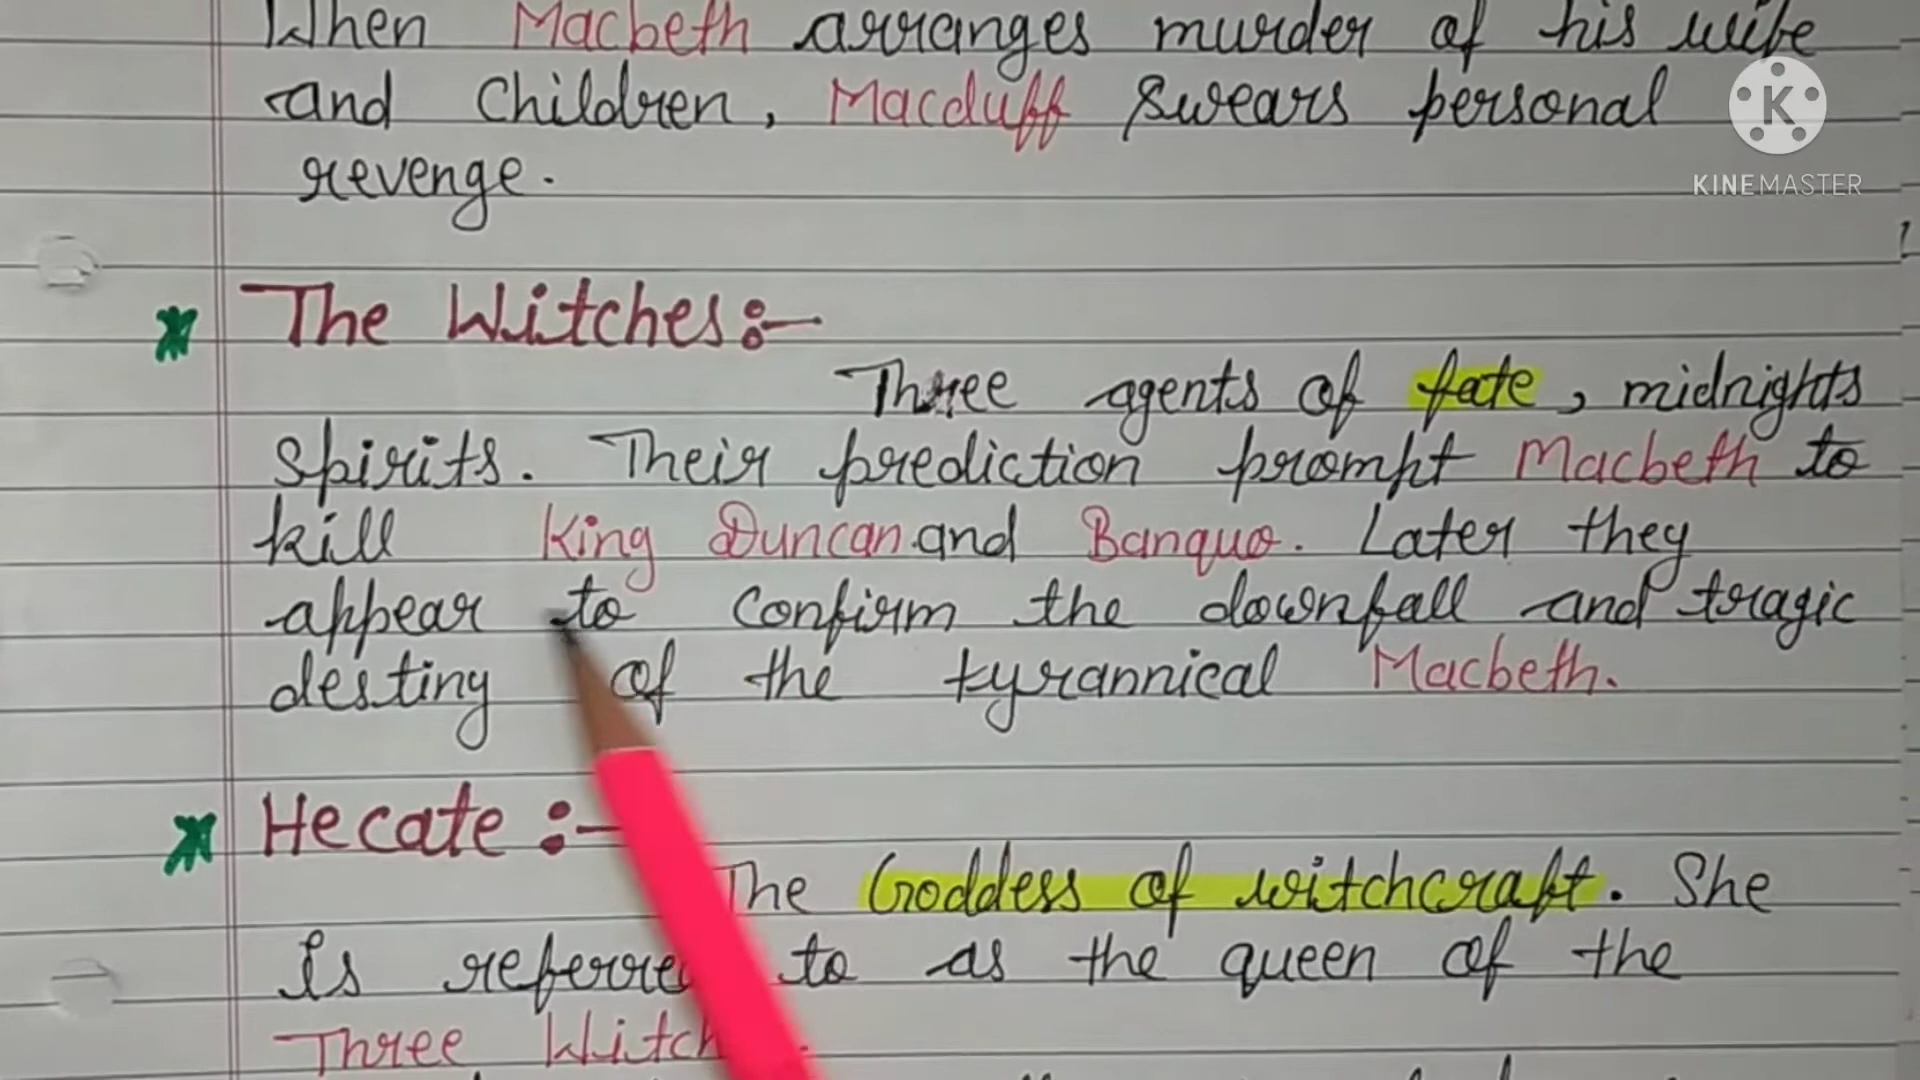 When Macbeth arranges murder of his wife
and Children, Macduff swears personal
revenge.
KINEMASTER
The Witches:-
Three agents of fate, midnights
spirits. Their prediction prompt Macbeth to
kill King Duncan and Banquo. Later they
appear to confirm the downfall and tragic
destiny of the tyrannical Macbeth.
Hecate :-
The Goddess of witchcraft. She
is referred to as the queen of the
Three Witch